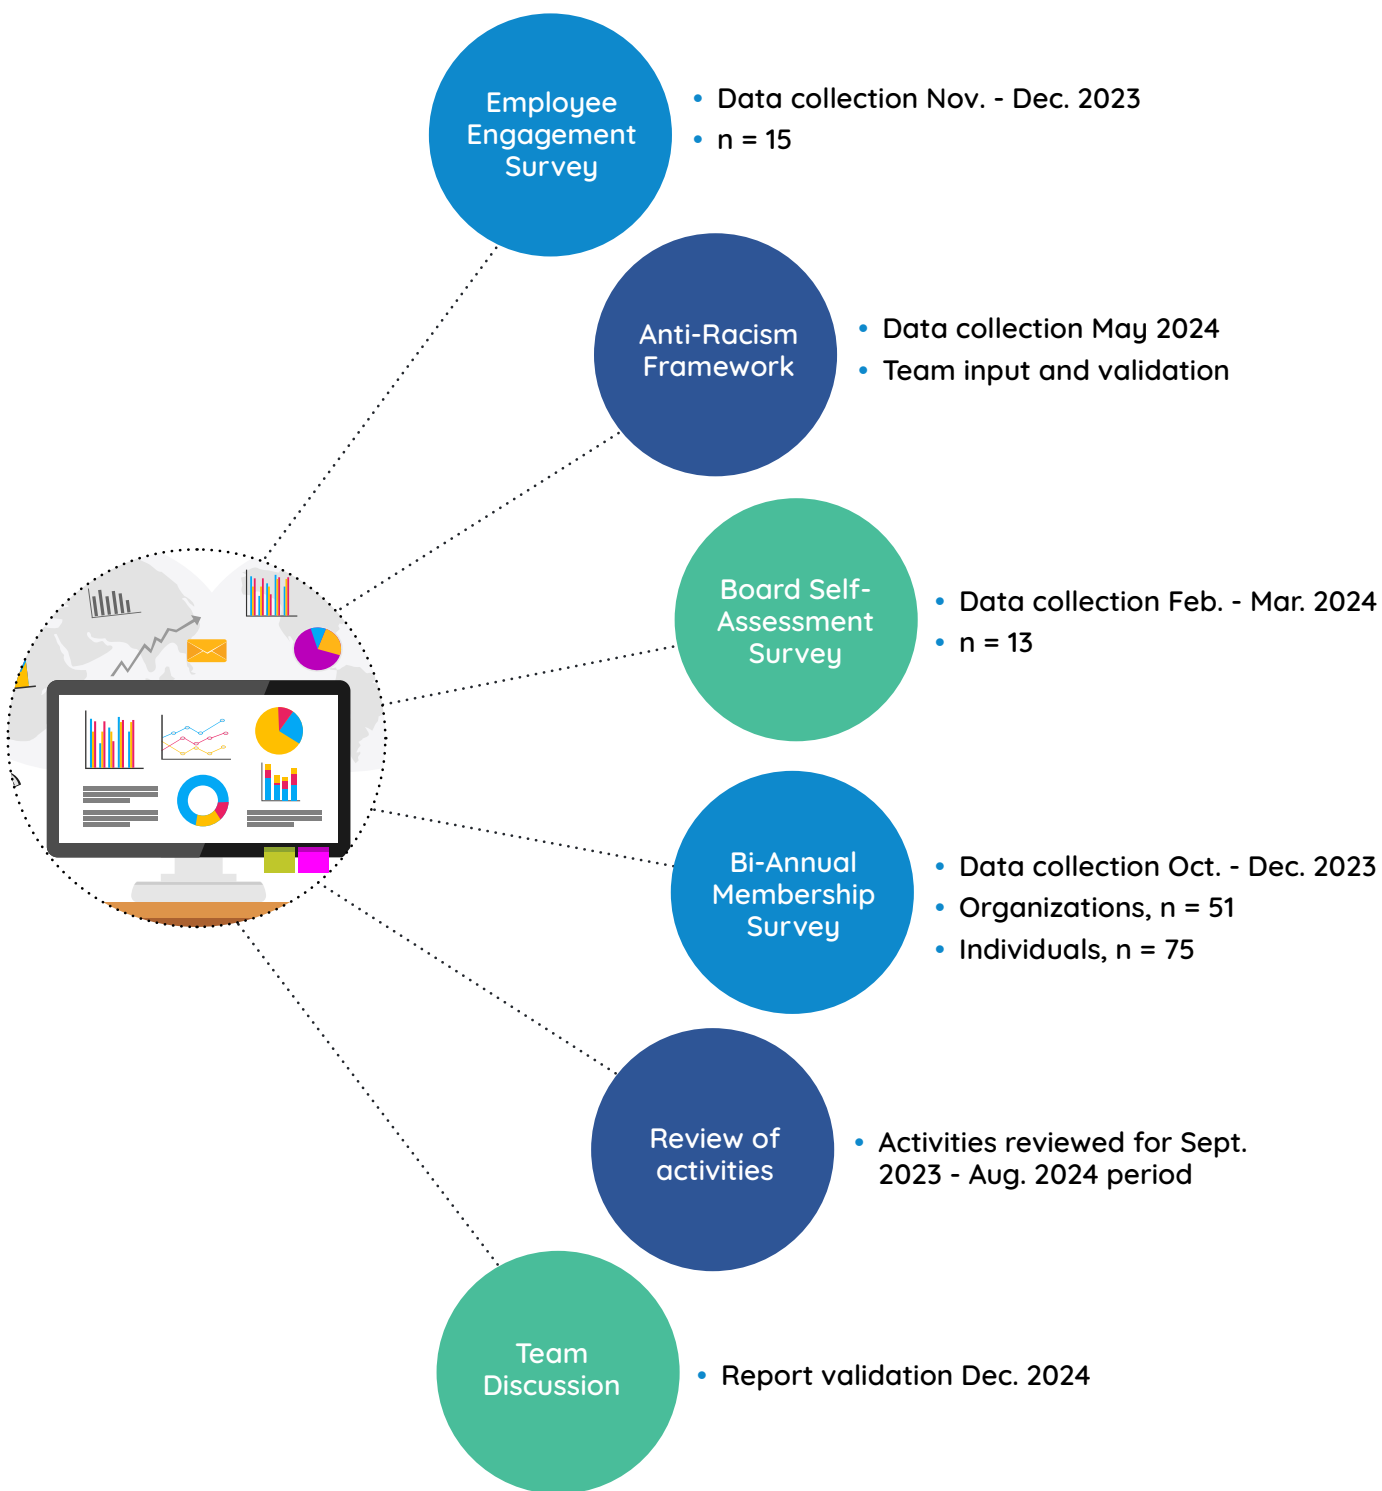 Employee
Engagement
Survey
• Data collection Nov. - Dec. 2023
• n = 15
Anti-Racism
Framework
• Data collection May 2024
• Team input and validation
Board Self-
Assessment
Survey
• Data collection Feb. - Mar. 2024
• n = 13
Bi-Annual
Membership
Survey
• Data collection Oct. - Dec. 2023
• Organizations, n = 51
• Individuals, n = 75
Review of
activities
• Activities reviewed for Sept.
2023 - Aug. 2024 period
Team
Discussion
• Report validation Dec. 2024